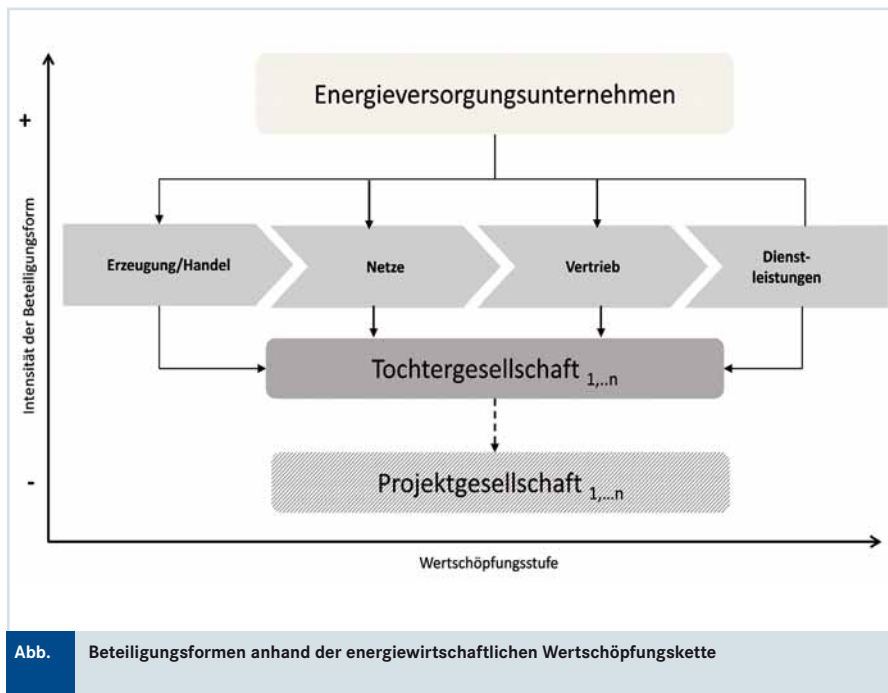 Energieversorgungsunternehmen
+
Intensität der Beteiligungsform
-
Erzeugung/Handel
Netze
Vertrieb
Dienst-
leistungen
Tochtergesellschaft 1,..n
Projektgesellschaft 1,...n
Wertschöpfungsstufe
Abb. Beteiligungsformen anhand der energiewirtschaftlichen Wertschöpfungskette